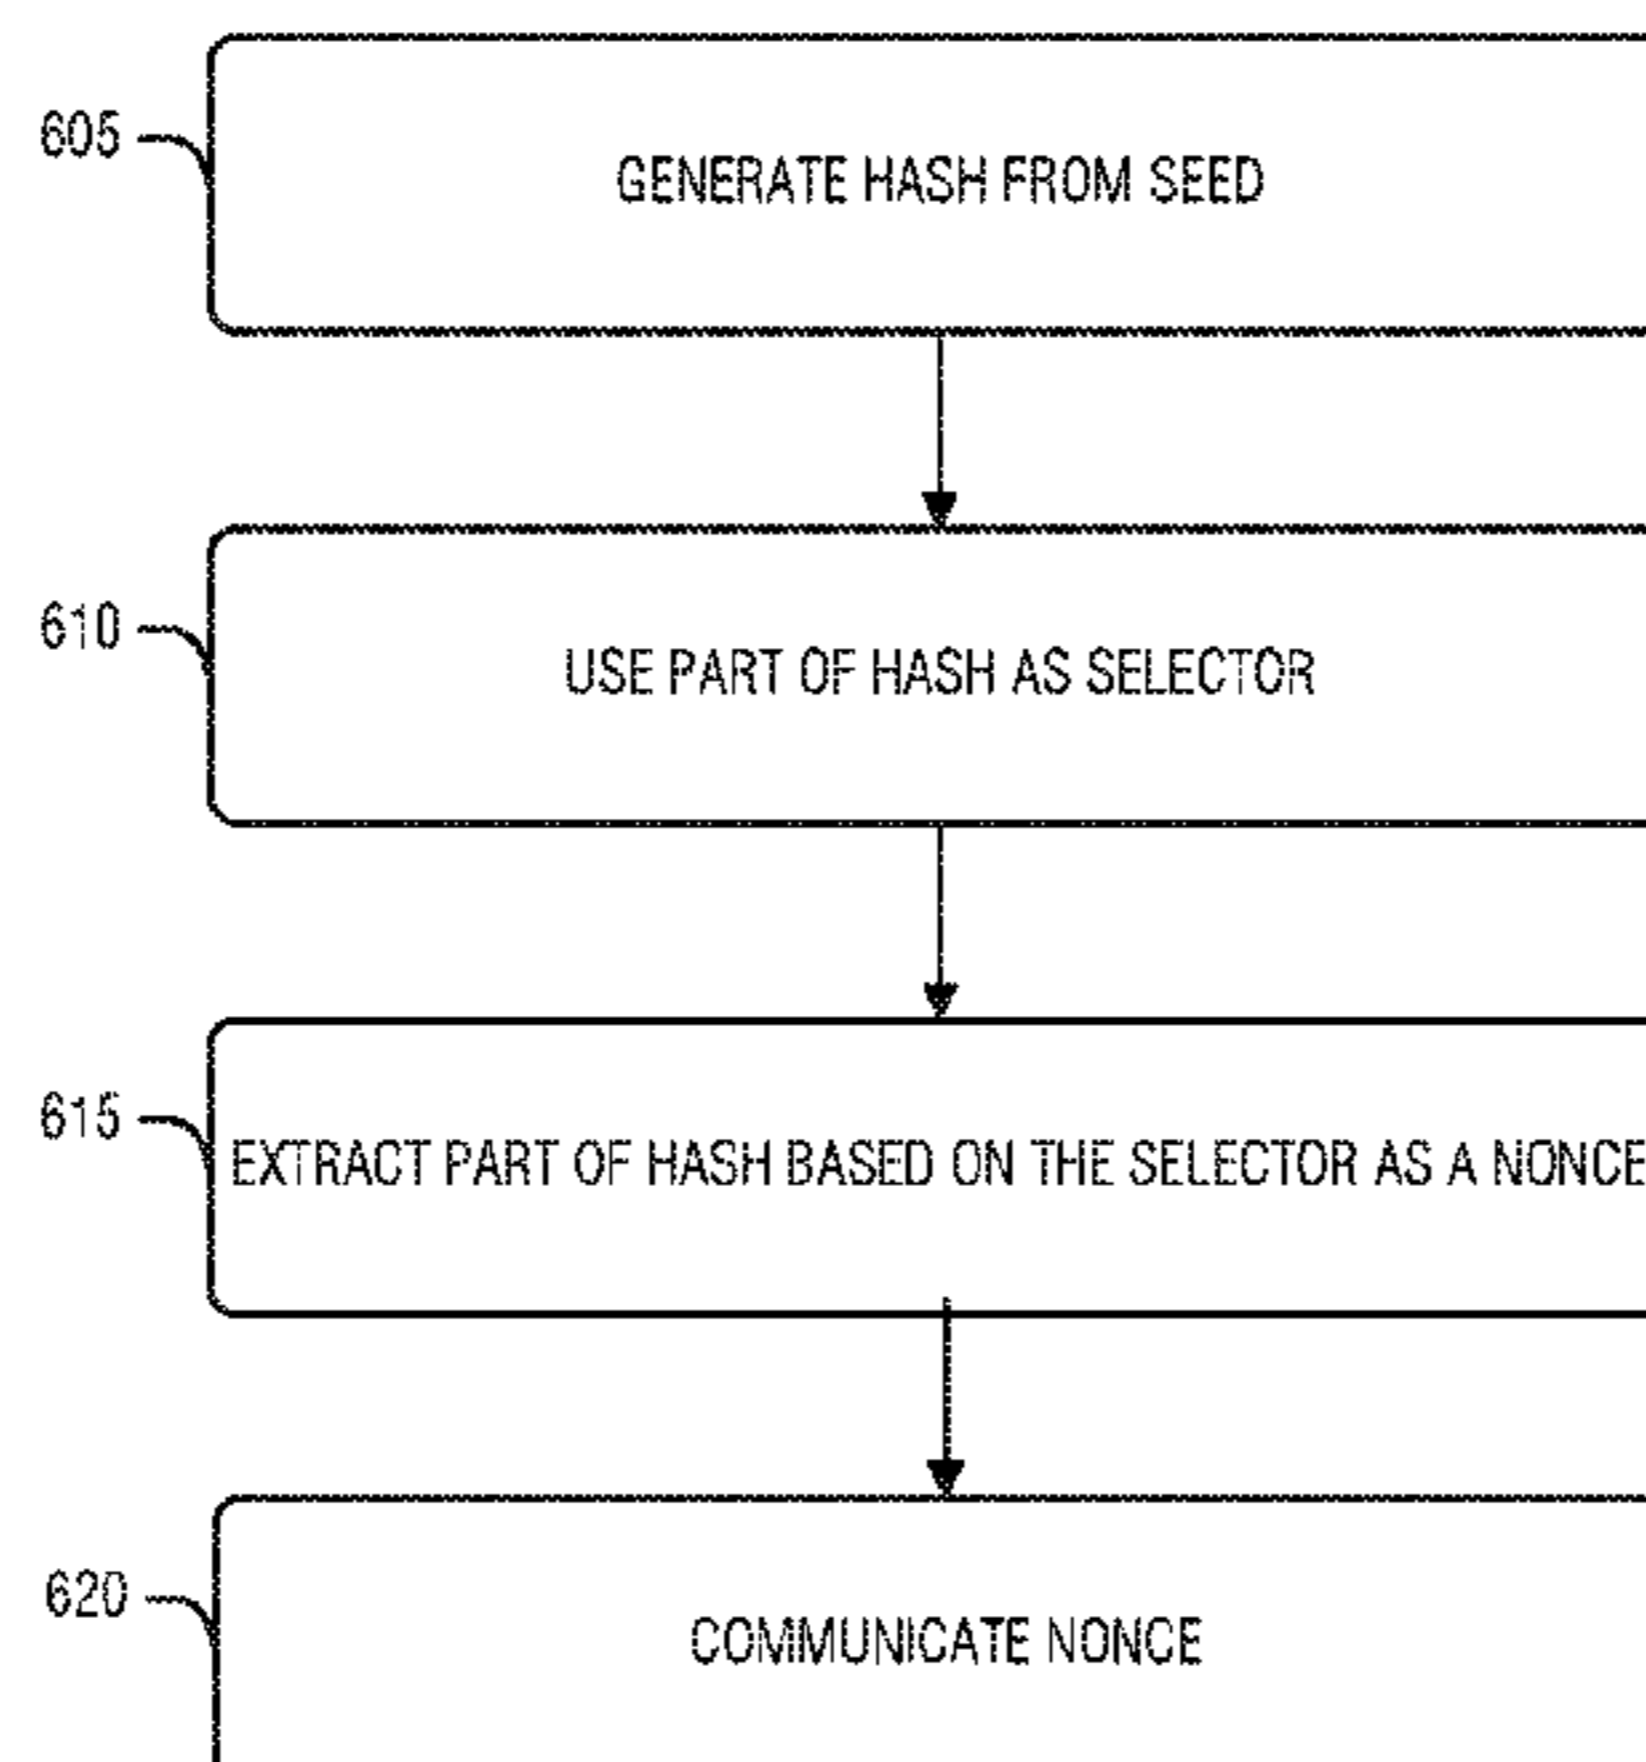 605
GENERATE HASH FROM SEED
610
USE PART OF HASH AS SELECTOR
615
EXTRACT PART OF HASH BASED ON THE SELECTOR AS A NONCE
620
COMMUNICATE NONCE